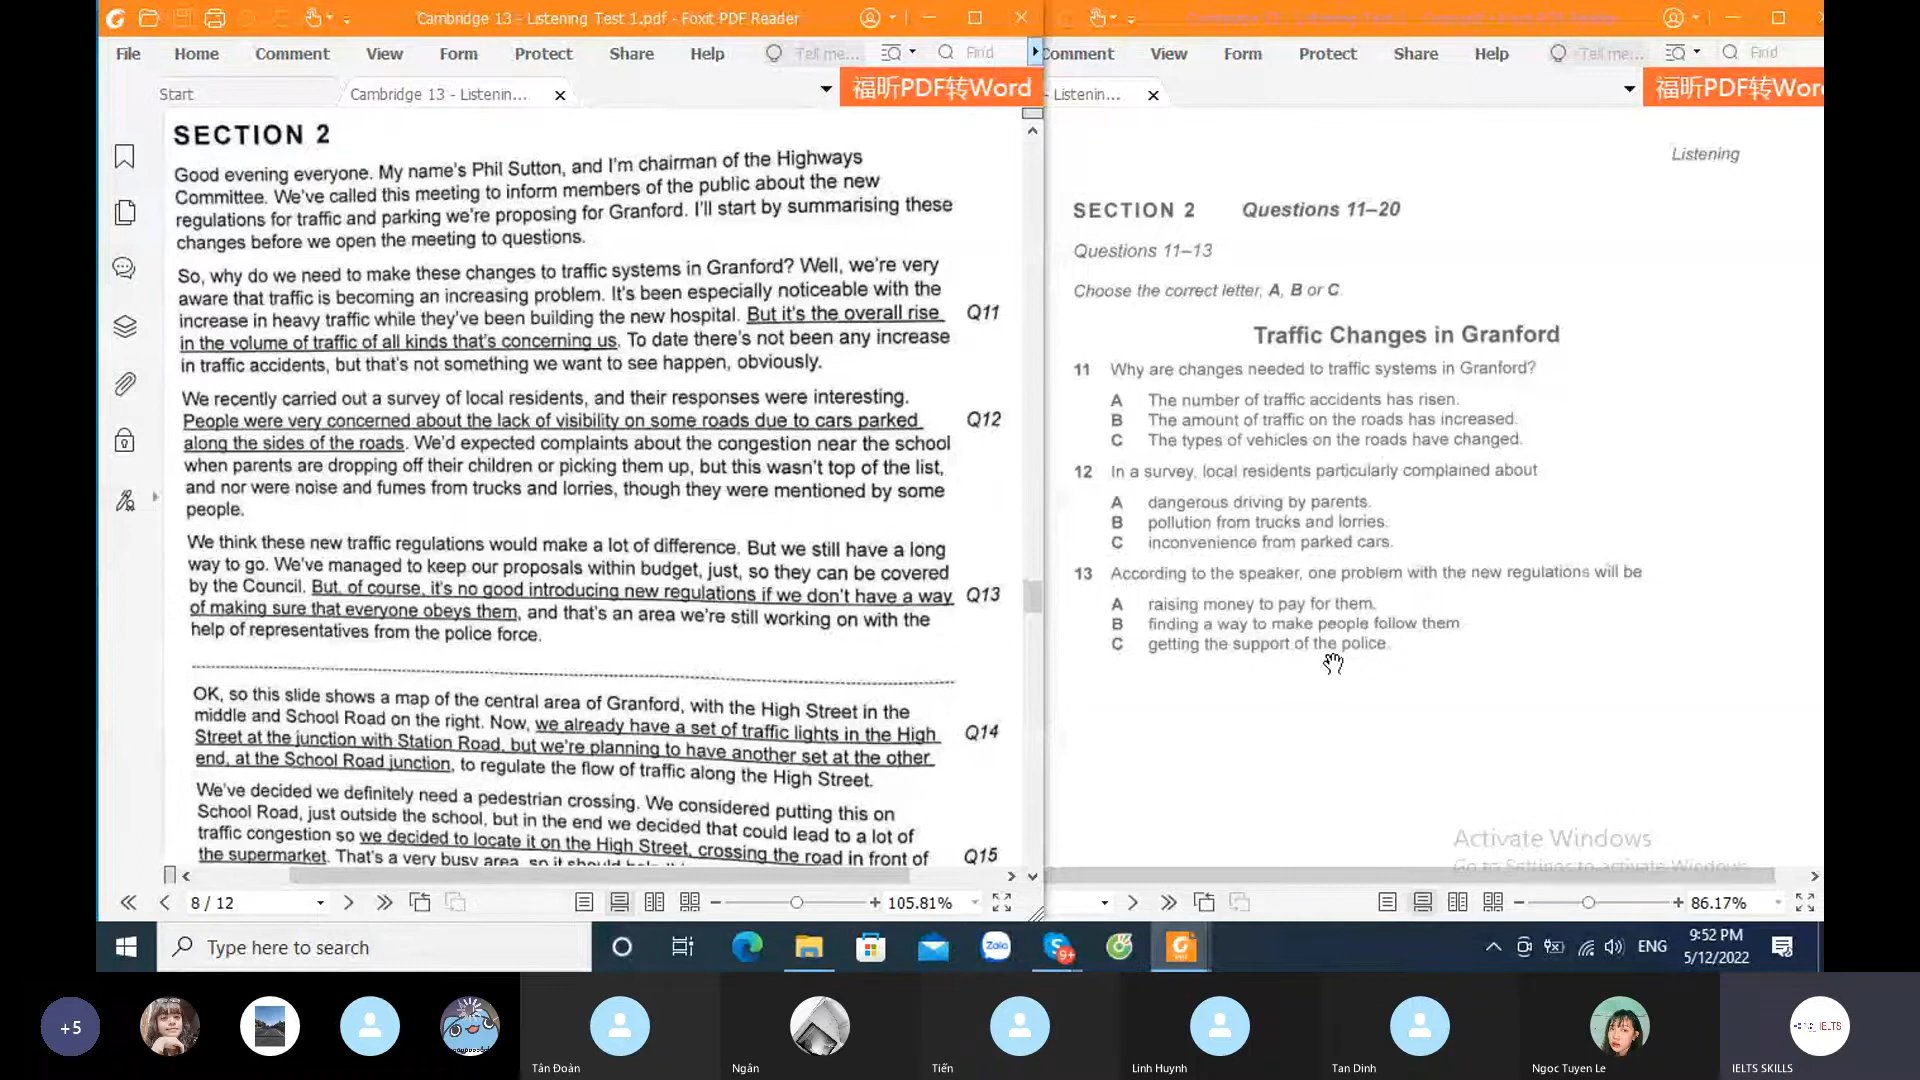 Cambridge 13 - Listening Test 1.pdf - Foxit PDF Reader
File Home Comment View Form Protect Share Help Tell me... Find
Start
Cambridge 13 - Listenin...
福昕PDF转Word
SECTION 2
Good evening everyone. My name's Phil Sutton, and I'm chairman of the Highways
Committee. We've called this meeting to inform members of the public about the new
regulations for traffic and parking we're proposing for Granford. I'll start by summarising these
changes before we open the meeting to questions.
So, why do we need to make these changes to traffic systems in Granford? Well, we're very
aware that traffic is becoming an increasing problem. It's been especially noticeable with the
increase in heavy traffic while they've been building the new hospital. But it's the overall rise Q11
in the volume of traffic of all kinds that's concerning us. To date there's not been any increase
in traffic accidents, but that's not something we want to see happen, obviously.
We recently carried out a survey of local residents, and their responses were interesting.
People were very concerned about the lack of visibility on some roads due to cars parked Q12
along the sides of the roads. We'd expected complaints about the congestion near the school
when parents are dropping off their children or picking them up, but this wasn't top of the list,
and nor were noise and fumes from trucks and lorries, though they were mentioned by some
people.
We think these new traffic regulations would make a lot of difference. But we still have a long
way to go. We've managed to keep our proposals within budget, just, so they can be covered
by the Council. But, of course, it's no good introducing new regulations if we don't have a way Q13
of making sure that everyone obeys them, and that's an area we're still working on with the
help of representatives from the police force.
OK, so this slide shows a map of the central area of Granford, with the High Street in the
middle and School Road on the right. Now, we already have a set of traffic lights in the High Q14
Street at the junction with Station Road, but we're planning to have another set at the other
end, at the School Road junction, to regulate the flow of traffic along the High Street.
We've decided we definitely need a pedestrian crossing. We considered putting this on
School Road, just outside the school, but in the end we decided that could lead to a lot of
traffic congestion so we decided to locate it on the High Street, crossing the road in front of Q15
the supermarket. That's a very busy area, so it should
8 / 12
105.81%
Comment View Form Protect Share Help Tell me... Find
- Listenin...
福昕PDF转Wor
Listening
SECTION 2 Questions 11–20
Questions 11–13
Choose the correct letter, A, B or C.
Traffic Changes in Granford
11 Why are changes needed to traffic systems in Granford?
A The number of traffic accidents has risen.
B The amount of traffic on the roads has increased.
C The types of vehicles on the roads have changed.
12 In a survey, local residents particularly complained about
A dangerous driving by parents.
B pollution from trucks and lorries.
C inconvenience from parked cars.
13 According to the speaker, one problem with the new regulations will be
A raising money to pay for them.
B finding a way to make people follow them
C getting the support of the police.
Activate Windows
Go to Settings to activate Windows.
86.17%
Type here to search
Zalo
9+
ENG
9:52 PM
5/12/2022
+5
Tân Đoàn
Ngân
Tiến
Linh Huynh
Tan Dinh
Ngoc Tuyen Le
IELTS
IELTS SKILLS